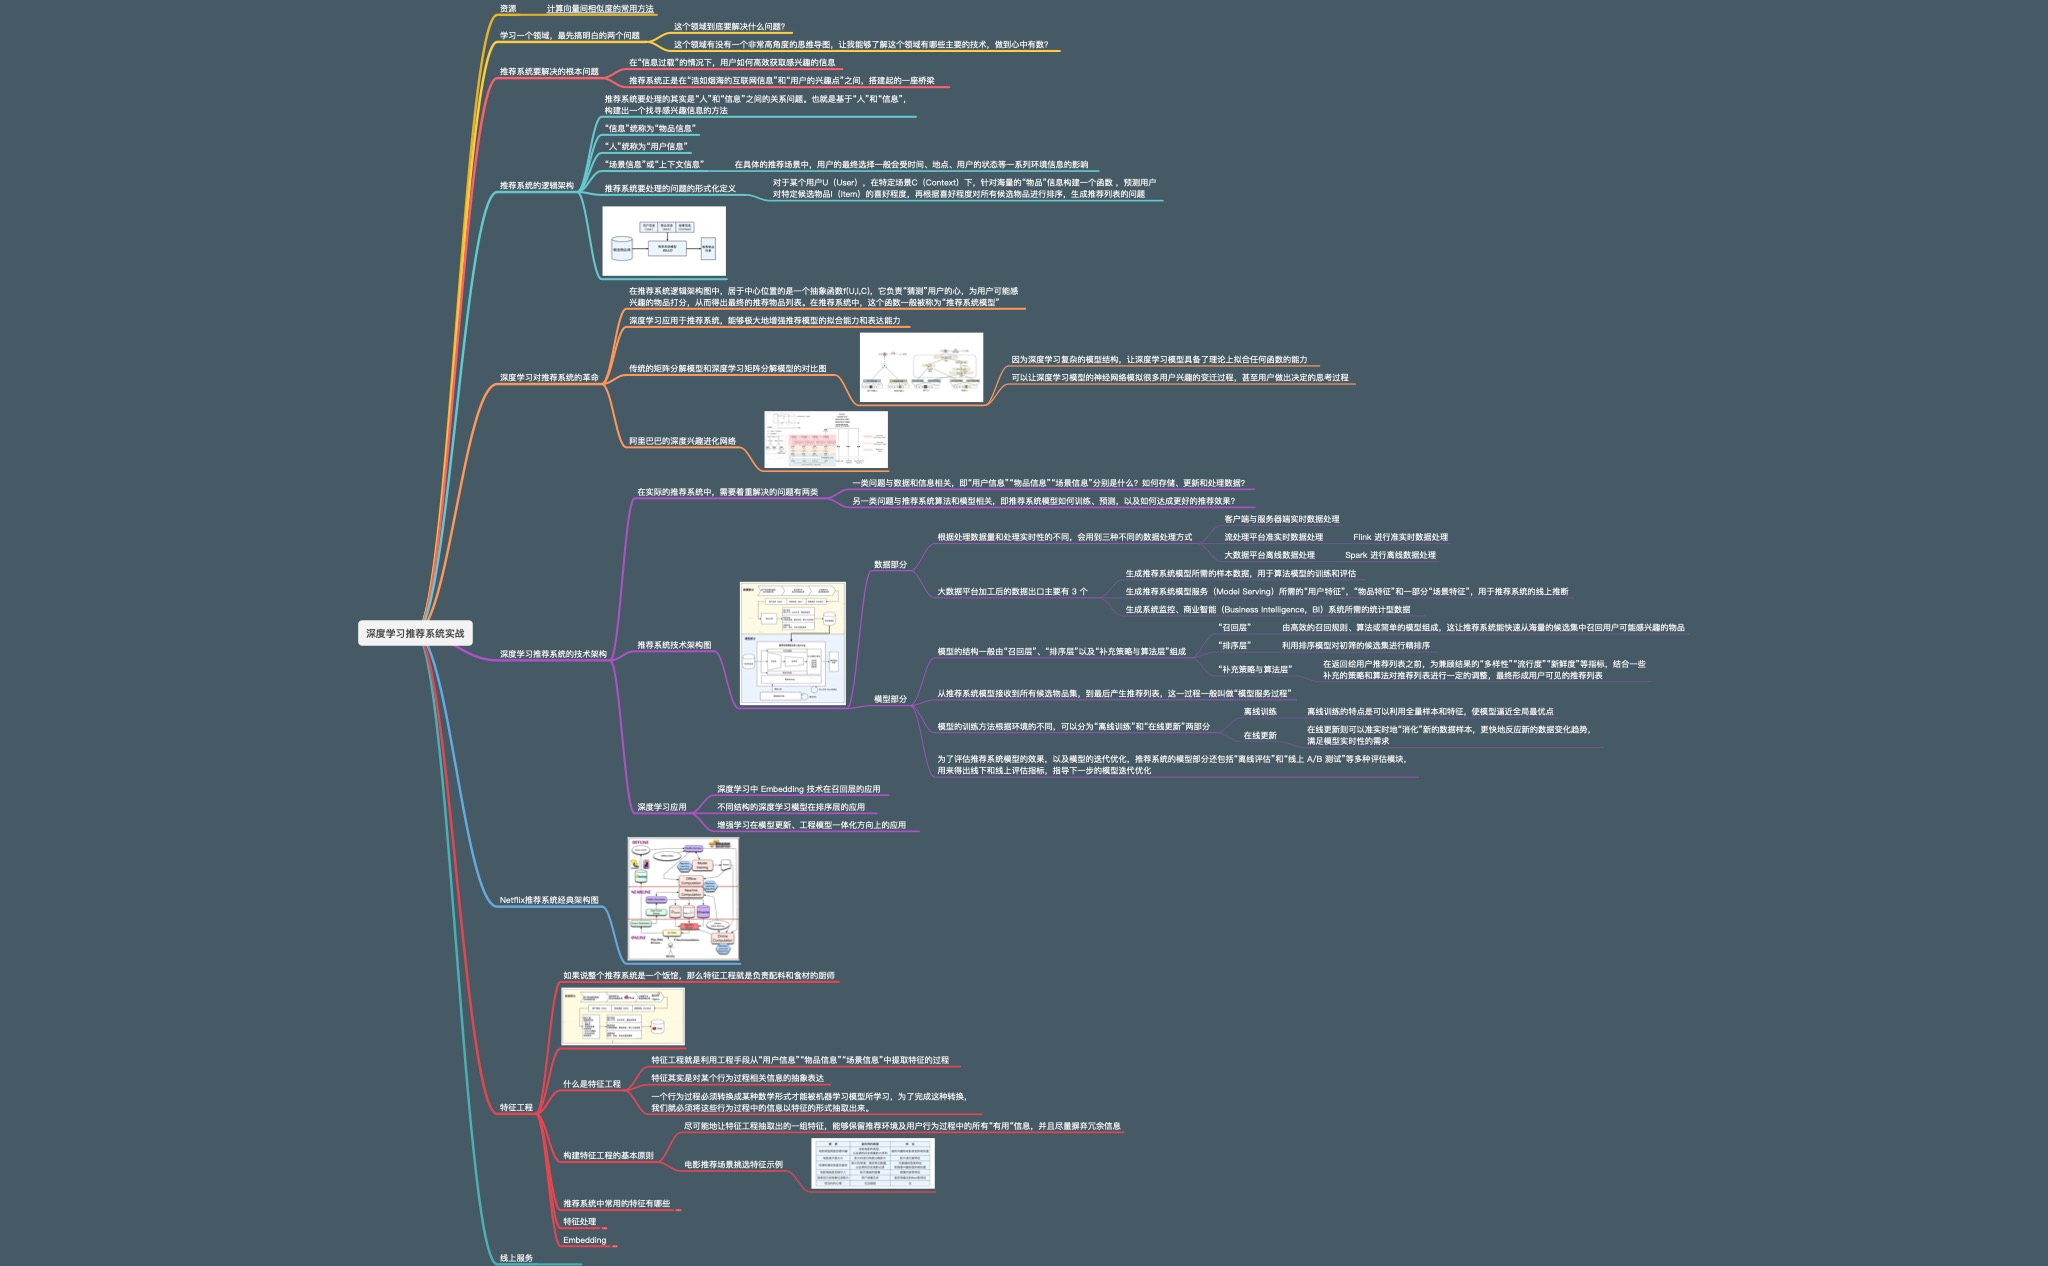 资源
计算向量间相似度的常用方法
学习一个领域，最先搞明白的两个问题
这个领域到底要解决什么问题？
这个领域有没有一个非常高角度的思维导图，让我能够了解这个领域有哪些主要的技术，做到心中有数？
推荐系统要解决的根本问题
在“信息过载”的情况下，用户如何高效获取感兴趣的信息
推荐系统正是在“浩如烟海的互联网信息”和“用户的兴趣点”之间，搭建起的一座桥梁
推荐系统的逻辑架构
推荐系统要处理的其实是“人”和“信息”之间的关系问题。也就是基于“人”和“信息”，
构建出一个找寻感兴趣信息的方法
“信息”统称为“物品信息”
“人”统称为“用户信息”
“场景信息”或“上下文信息”
在具体的推荐场景中，用户的最终选择一般会受时间、地点、用户的状态等一系列环境信息的影响
推荐系统要处理的问题的形式化定义
对于某个用户U（User），在特定场景C（Context）下，针对海量的“物品”信息构建一个函数 ，预测用户
对特定候选物品I（Item）的喜好程度，再根据喜好程度对所有候选物品进行排序，生成推荐列表的问题
深度学习对推荐系统的革命
在推荐系统逻辑架构图中，居于中心位置的是一个抽象函数f(U,I,C)，它负责“猜测”用户的心，为用户可能感
兴趣的物品打分，从而得出最终的推荐物品列表。在推荐系统中，这个函数一般被称为“推荐系统模型”
深度学习应用于推荐系统，能够极大地增强推荐模型的拟合能力和表达能力
传统的矩阵分解模型和深度学习矩阵分解模型的对比图
因为深度学习复杂的模型结构，让深度学习模型具备了理论上拟合任何函数的能力
可以让深度学习模型的神经网络模拟很多用户兴趣的变迁过程，甚至用户做出决定的思考过程
阿里巴巴的深度兴趣进化网络
深度学习推荐系统实战
深度学习推荐系统的技术架构
在实际的推荐系统中，需要着重解决的问题有两类
一类问题与数据和信息相关，即“用户信息”“物品信息”“场景信息”分别是什么？如何存储、更新和处理数据？
另一类问题与推荐系统算法和模型相关，即推荐系统模型如何训练、预测，以及如何达成更好的推荐效果？
推荐系统技术架构图
数据部分
根据处理数据量和处理实时性的不同，会用到三种不同的数据处理方式
客户端与服务器端实时数据处理
流处理平台准实时数据处理
Flink 进行准实时数据处理
大数据平台离线数据处理
Spark 进行离线数据处理
大数据平台加工后的数据出口主要有 3 个
生成推荐系统模型所需的样本数据，用于算法模型的训练和评估
生成推荐系统模型服务（Model Serving）所需的“用户特征”，“物品特征”和一部分“场景特征”，用于推荐系统的线上推断
生成系统监控、商业智能（Business Intelligence，BI）系统所需的统计型数据
模型部分
模型的结构一般由“召回层”、“排序层”以及“补充策略与算法层”组成
“召回层”
由高效的召回规则、算法或简单的模型组成，这让推荐系统能快速从海量的候选集中召回用户可能感兴趣的物品
“排序层”
利用排序模型对初筛的候选集进行精排序
“补充策略与算法层”
在返回给用户推荐列表之前，为兼顾结果的“多样性”“流行度”“新鲜度”等指标，结合一些
补充的策略和算法对推荐列表进行一定的调整，最终形成用户可见的推荐列表
从推荐系统模型接收到所有候选物品集，到最后产生推荐列表，这一过程一般叫做“模型服务过程”
模型的训练方法根据环境的不同，可以分为“离线训练”和“在线更新”两部分
离线训练
离线训练的特点是可以利用全量样本和特征，使模型逼近全局最优点
在线更新
在线更新则可以准实时地“消化”新的数据样本，更快地反应新的数据变化趋势，
满足模型实时性的需求
为了评估推荐系统模型的效果，以及模型的迭代优化，推荐系统的模型部分还包括“离线评估”和“线上 A/B 测试”等多种评估模块，
用来得出线下和线上评估指标，指导下一步的模型迭代优化
深度学习应用
深度学习中 Embedding 技术在召回层的应用
不同结构的深度学习模型在排序层的应用
增强学习在模型更新、工程模型一体化方向上的应用
Netflix推荐系统经典架构图
特征工程
如果说整个推荐系统是一个饭馆，那么特征工程就是负责配料和食材的厨师
什么是特征工程
特征工程就是利用工程手段从“用户信息”“物品信息”“场景信息”中提取特征的过程
特征其实是对某个行为过程相关信息的抽象表达
一个行为过程必须转换成某种数学形式才能被机器学习模型所学习，为了完成这种转换，
我们就必须将这些行为过程中的信息以特征的形式抽取出来。
构建特征工程的基本原则
尽可能地让特征工程抽取出的一组特征，能够保留推荐环境及用户行为过程中的所有“有用“信息，并且尽量摒弃冗余信息
电影推荐场景挑选特征示例
推荐系统中常用的特征有哪些
特征处理
Embedding
线上服务